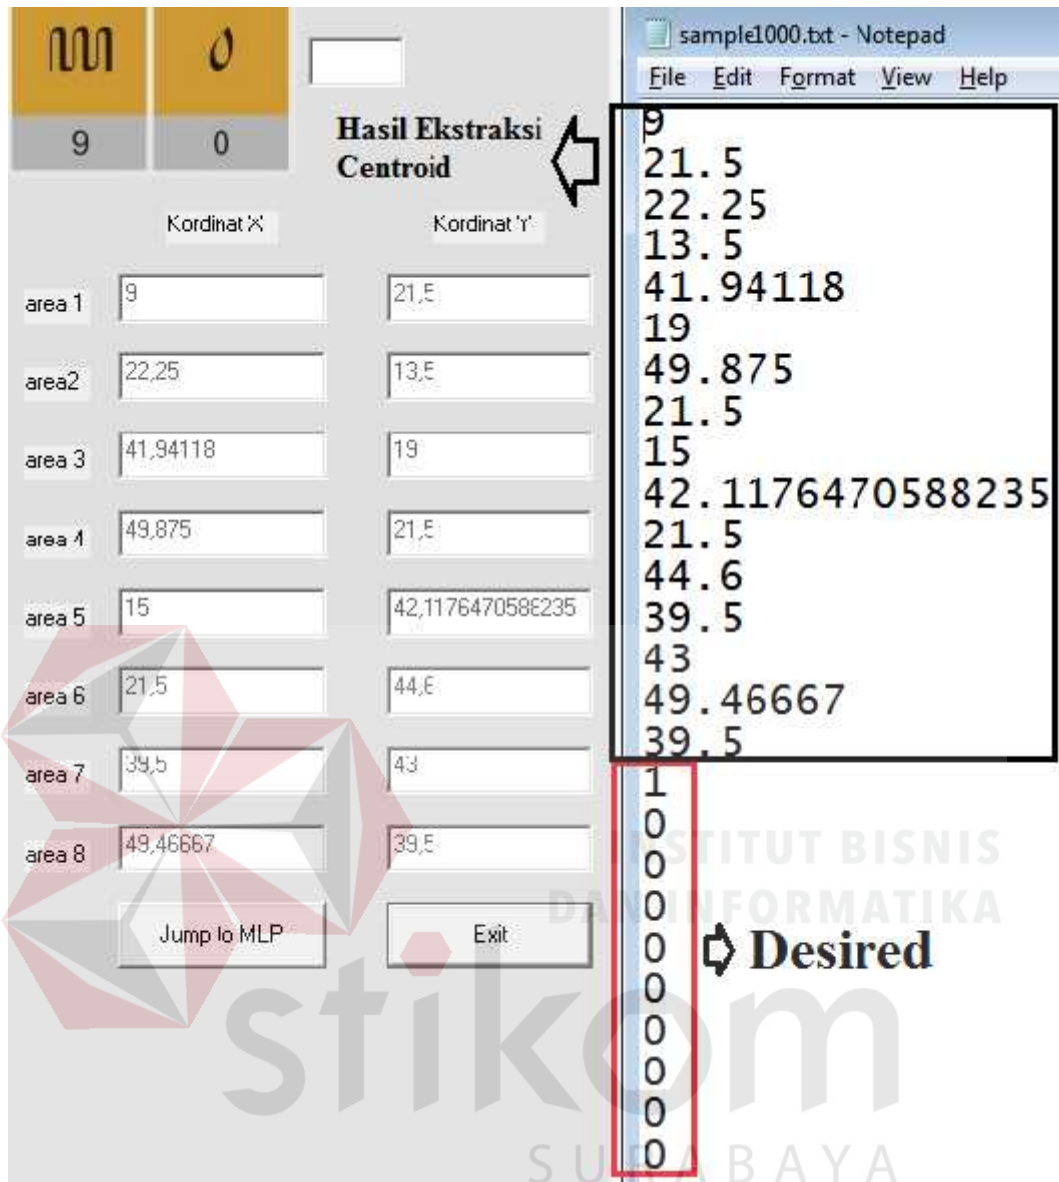 9
0
Hasil Ekstraksi
Centroid
Kordinat 'X'
Kordinat 'Y'
area 1
9
21,5
area2
22,25
13,5
area 3
41,94118
19
area 4
49,875
21,5
area 5
15
42,1176470588235
area 6
21,5
44,6
area 7
39,5
43
area 8
49,46667
39,5
Jump to MLP
Exit
sample1000.txt - Notepad
File Edit Format View Help
9
21.5
22.25
13.5
41.94118
19
49.875
21.5
15
42.1176470588235
21.5
44.6
39.5
43
49.46667
39.5
1
0
0
0
0
0
0
0
0
0
Desired
INSTITUT BISNIS
DAN INFORMATIKA
stikom
SURABAYA